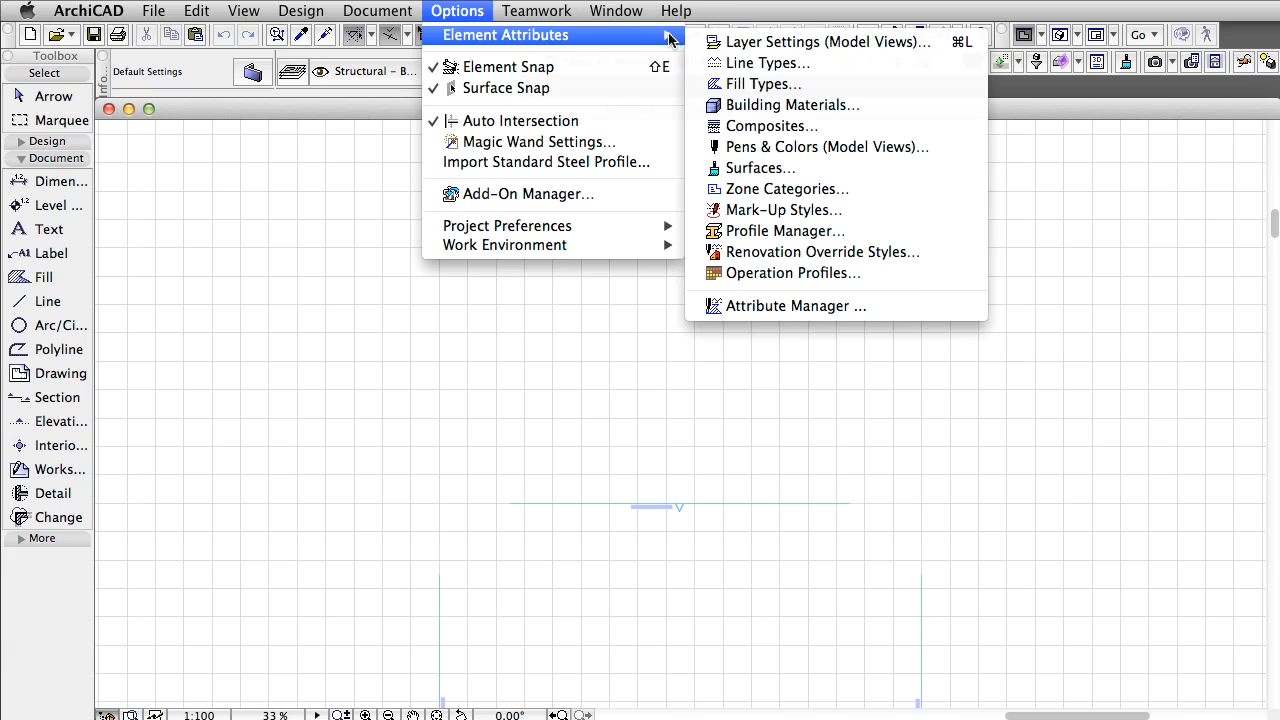 ArchiCAD File Edit View Design Document Options Teamwork Window Help
Go
Toolbox
Select
Arrow
Marquee
Design
Document
Dimen...
Level ...
Text
Label
Fill
Line
Arc/Ci...
Polyline
Drawing
Section
Elevati...
Interio...
Works...
Detail
Change
More
Info.
Default Settings
Structural - B...
Element Attributes
Element Snap ⇧E
Surface Snap
Auto Intersection
Magic Wand Settings...
Import Standard Steel Profile...
Add-On Manager...
Project Preferences
Work Environment
Layer Settings (Model Views)... ⌘L
Line Types...
Fill Types...
Building Materials...
Composites...
Pens & Colors (Model Views)...
Surfaces...
Zone Categories...
Mark-Up Styles...
Profile Manager...
Renovation Override Styles...
Operation Profiles...
Attribute Manager ...
1:100 33 % 0.00°